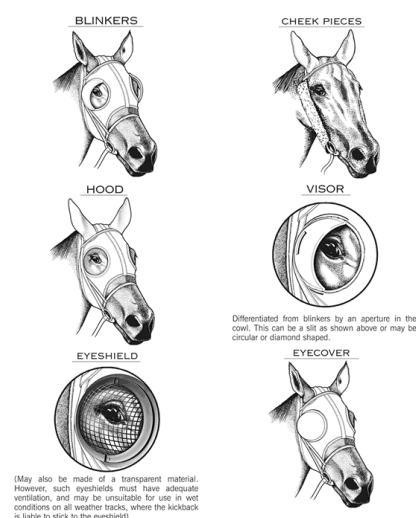 BLINKERS
CHEEK PIECES
HOOD
VISOR
Differentiated from blinkers by an aperture in the
cowl. This can be a slit as shown above or may be
circular or diamond shaped.
EYESHIELD
EYECOVER
(May also be made of a transparent material.
However, such eyeshields must have adequate
ventilation, and may be unsuitable for use in wet
conditions on all weather tracks, where the kickback
is liable to stick to the eyeshield)